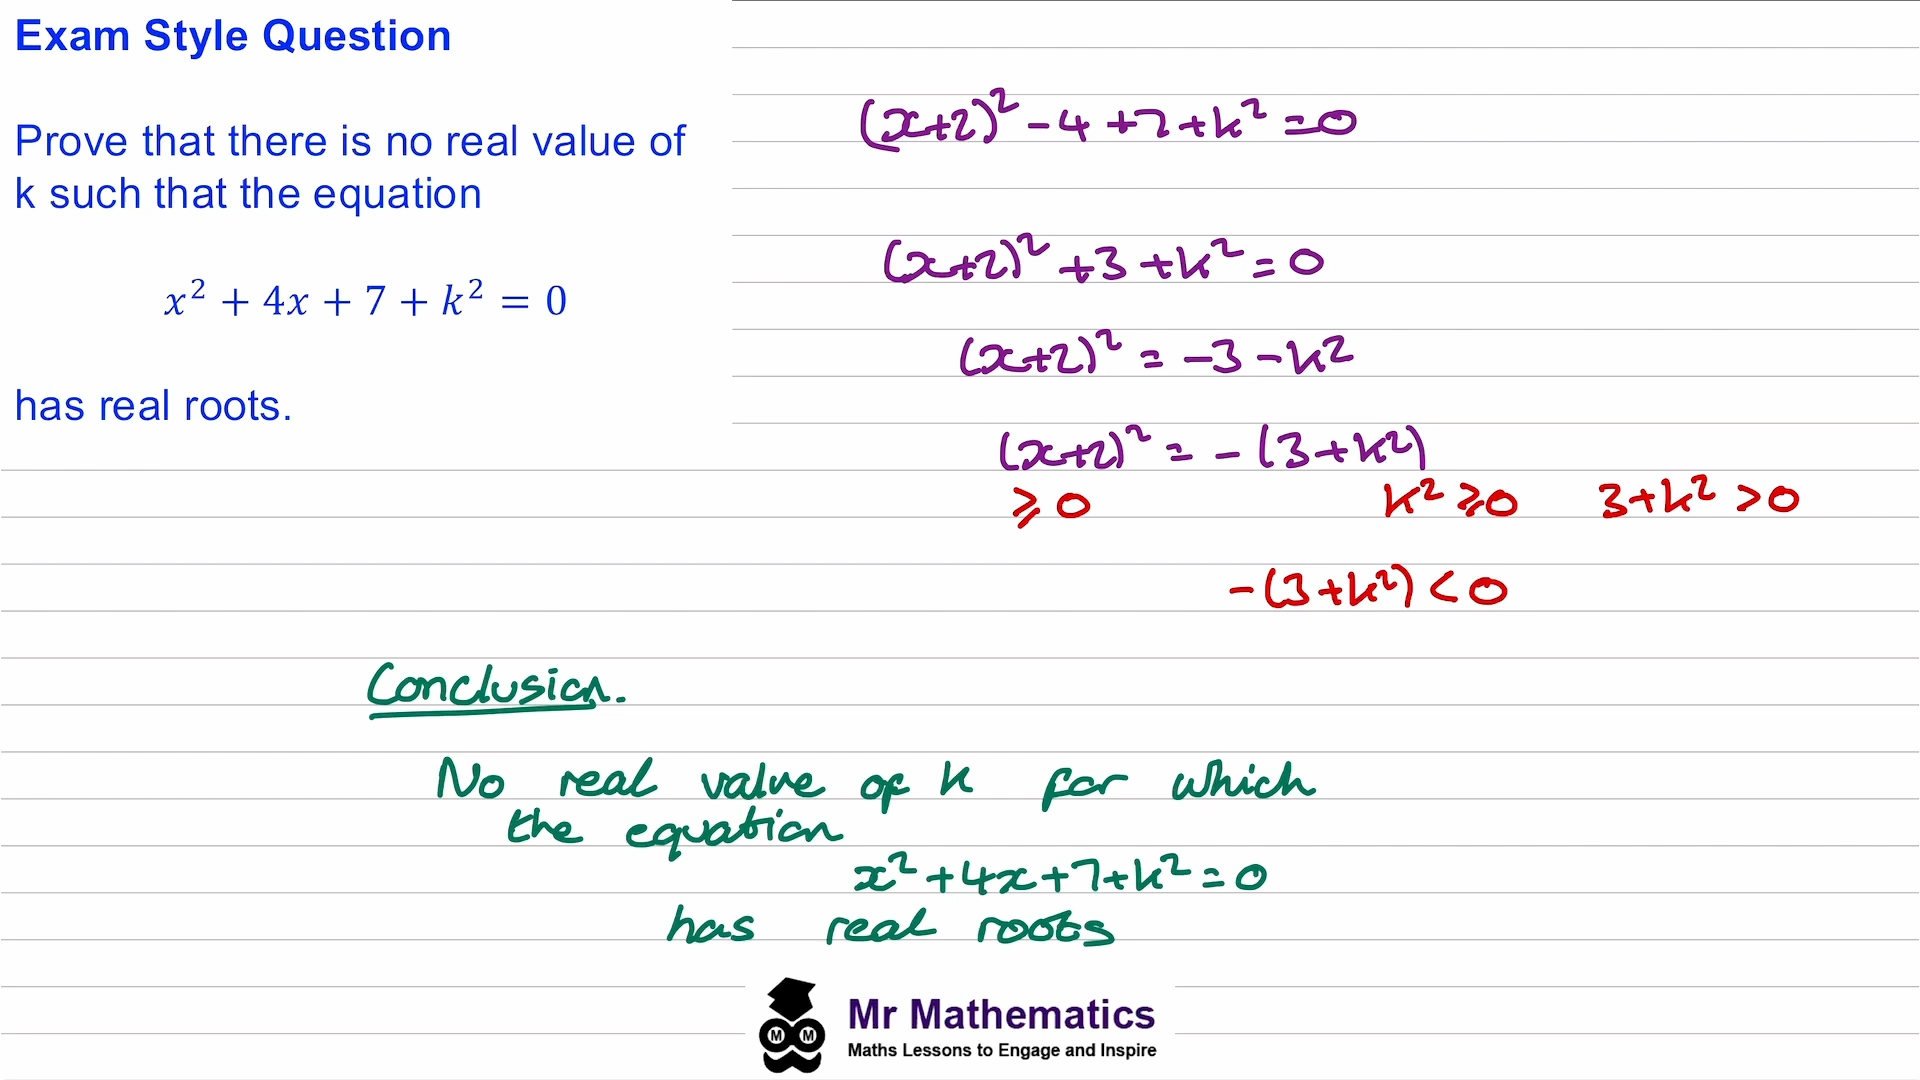 Exam Style Question
Prove that there is no real value of
k such that the equation
x² + 4x + 7 + k² = 0
has real roots.
(x+2)² - 4 + 7 + k² = 0
(x+2)² + 3 + k² = 0
(x+2)² = -3 - k²
(x+2)² = -(3+k²)
≥ 0 k² ≥ 0 3+k² > 0
-(3+k²) < 0
Conclusion.
No real value of k for which
the equation
x² + 4x + 7 + k² = 0
has real roots
M M
Mr Mathematics
Maths Lessons to Engage and Inspire